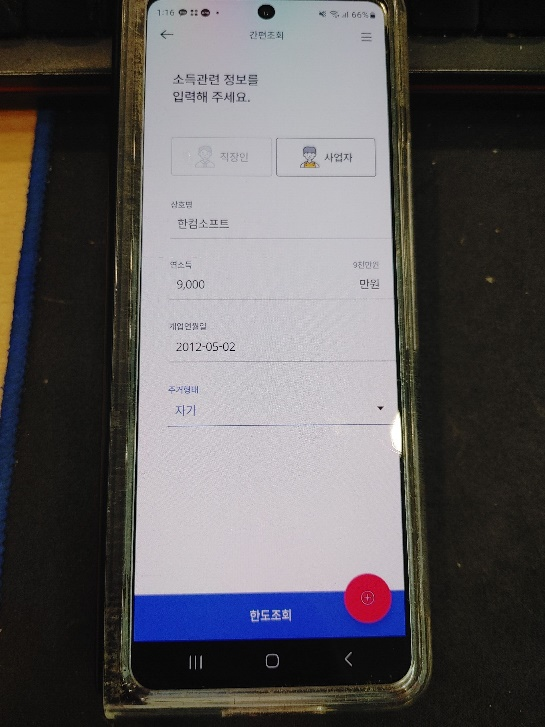 1:16
66%
간편조회
소득관련 정보를
입력해 주세요.
직장인
사업자
상호명
한컴소프트
연소득
9천만원
9,000
만원
개업연월일
2012-05-02
주거형태
자기
한도조회